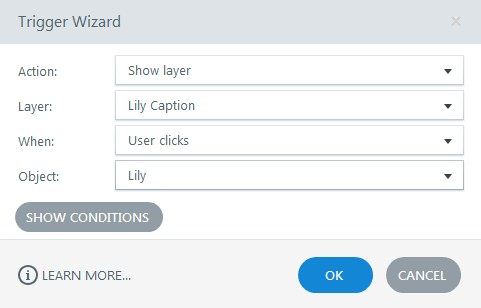 Trigger Wizard ×
Action: Show layer
Layer: Lily Caption
When: User clicks
Object: Lily
SHOW CONDITIONS
LEARN MORE... OK CANCEL